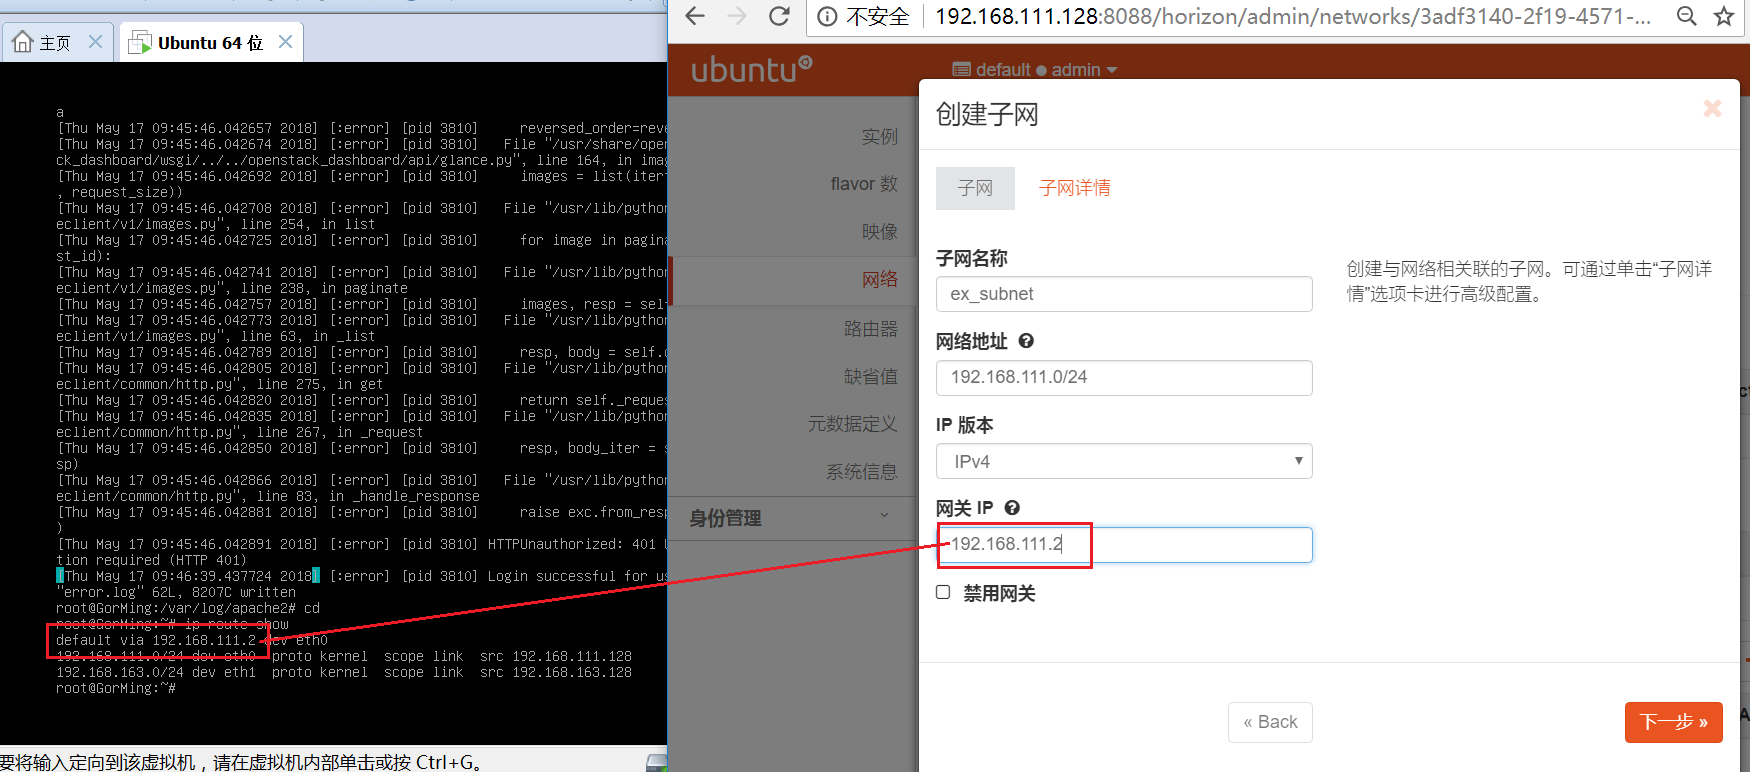 主页
Ubuntu 64 位
a
[Thu May 17 09:45:46.042657 2018] [:error] [pid 3810]     reversed_order=reve
[Thu May 17 09:45:46.042674 2018] [:error] [pid 3810]   File "/usr/share/open
ck_dashboard/wsgi/../../openstack_dashboard/api/glance.py", line 164, in imag
[Thu May 17 09:45:46.042692 2018] [:error] [pid 3810]     images = list(iter
, request_size))
[Thu May 17 09:45:46.042708 2018] [:error] [pid 3810]   File "/usr/lib/python
eclient/v1/images.py", line 254, in list
[Thu May 17 09:45:46.042725 2018] [:error] [pid 3810]     for image in pagina
st_id):
[Thu May 17 09:45:46.042741 2018] [:error] [pid 3810]   File "/usr/lib/python
eclient/v1/images.py", line 238, in paginate
[Thu May 17 09:45:46.042757 2018] [:error] [pid 3810]     images, resp = self
[Thu May 17 09:45:46.042773 2018] [:error] [pid 3810]   File "/usr/lib/python
eclient/v1/images.py", line 63, in _list
[Thu May 17 09:45:46.042789 2018] [:error] [pid 3810]     resp, body = self.c
[Thu May 17 09:45:46.042805 2018] [:error] [pid 3810]   File "/usr/lib/python
eclient/common/http.py", line 275, in get
[Thu May 17 09:45:46.042820 2018] [:error] [pid 3810]     return self._reques
[Thu May 17 09:45:46.042835 2018] [:error] [pid 3810]   File "/usr/lib/python
eclient/common/http.py", line 267, in _request
[Thu May 17 09:45:46.042850 2018] [:error] [pid 3810]     resp, body_iter = s
sp)
[Thu May 17 09:45:46.042866 2018] [:error] [pid 3810]   File "/usr/lib/python
eclient/common/http.py", line 83, in _handle_response
[Thu May 17 09:45:46.042881 2018] [:error] [pid 3810]     raise exc.from_resp
)
[Thu May 17 09:45:46.042891 2018] [:error] [pid 3810] HTTPUnauthorized: 401 U
tion required (HTTP 401)
[Thu May 17 09:46:39.437724 2018] [:error] [pid 3810] Login successful for us
"error.log" 62L, 8207C written
root@GorMing:/var/log/apache2# cd
root@GorMing:~# ip route show
default via 192.168.111.2 dev eth0
192.168.111.0/24 dev eth0  proto kernel  scope link  src 192.168.111.128
192.168.163.0/24 dev eth1  proto kernel  scope link  src 192.168.163.128
root@GorMing:~#
要将输入定向到该虚拟机，请在虚拟机内部单击或按 Ctrl+G。
不安全 192.168.111.128:8088/horizon/admin/networks/3adf3140-2f19-4571-...
ubuntu
default ● admin
实例
flavor 数
映像
网络
路由器
缺省值
元数据定义
系统信息
身份管理
创建子网
子网
子网详情
子网名称
ex_subnet
网络地址
192.168.111.0/24
IP 版本
IPv4
网关 IP
192.168.111.2
禁用网关
创建与网络相关联的子网。可通过单击“子网详
情”选项卡进行高级配置。
« Back
下一步 »